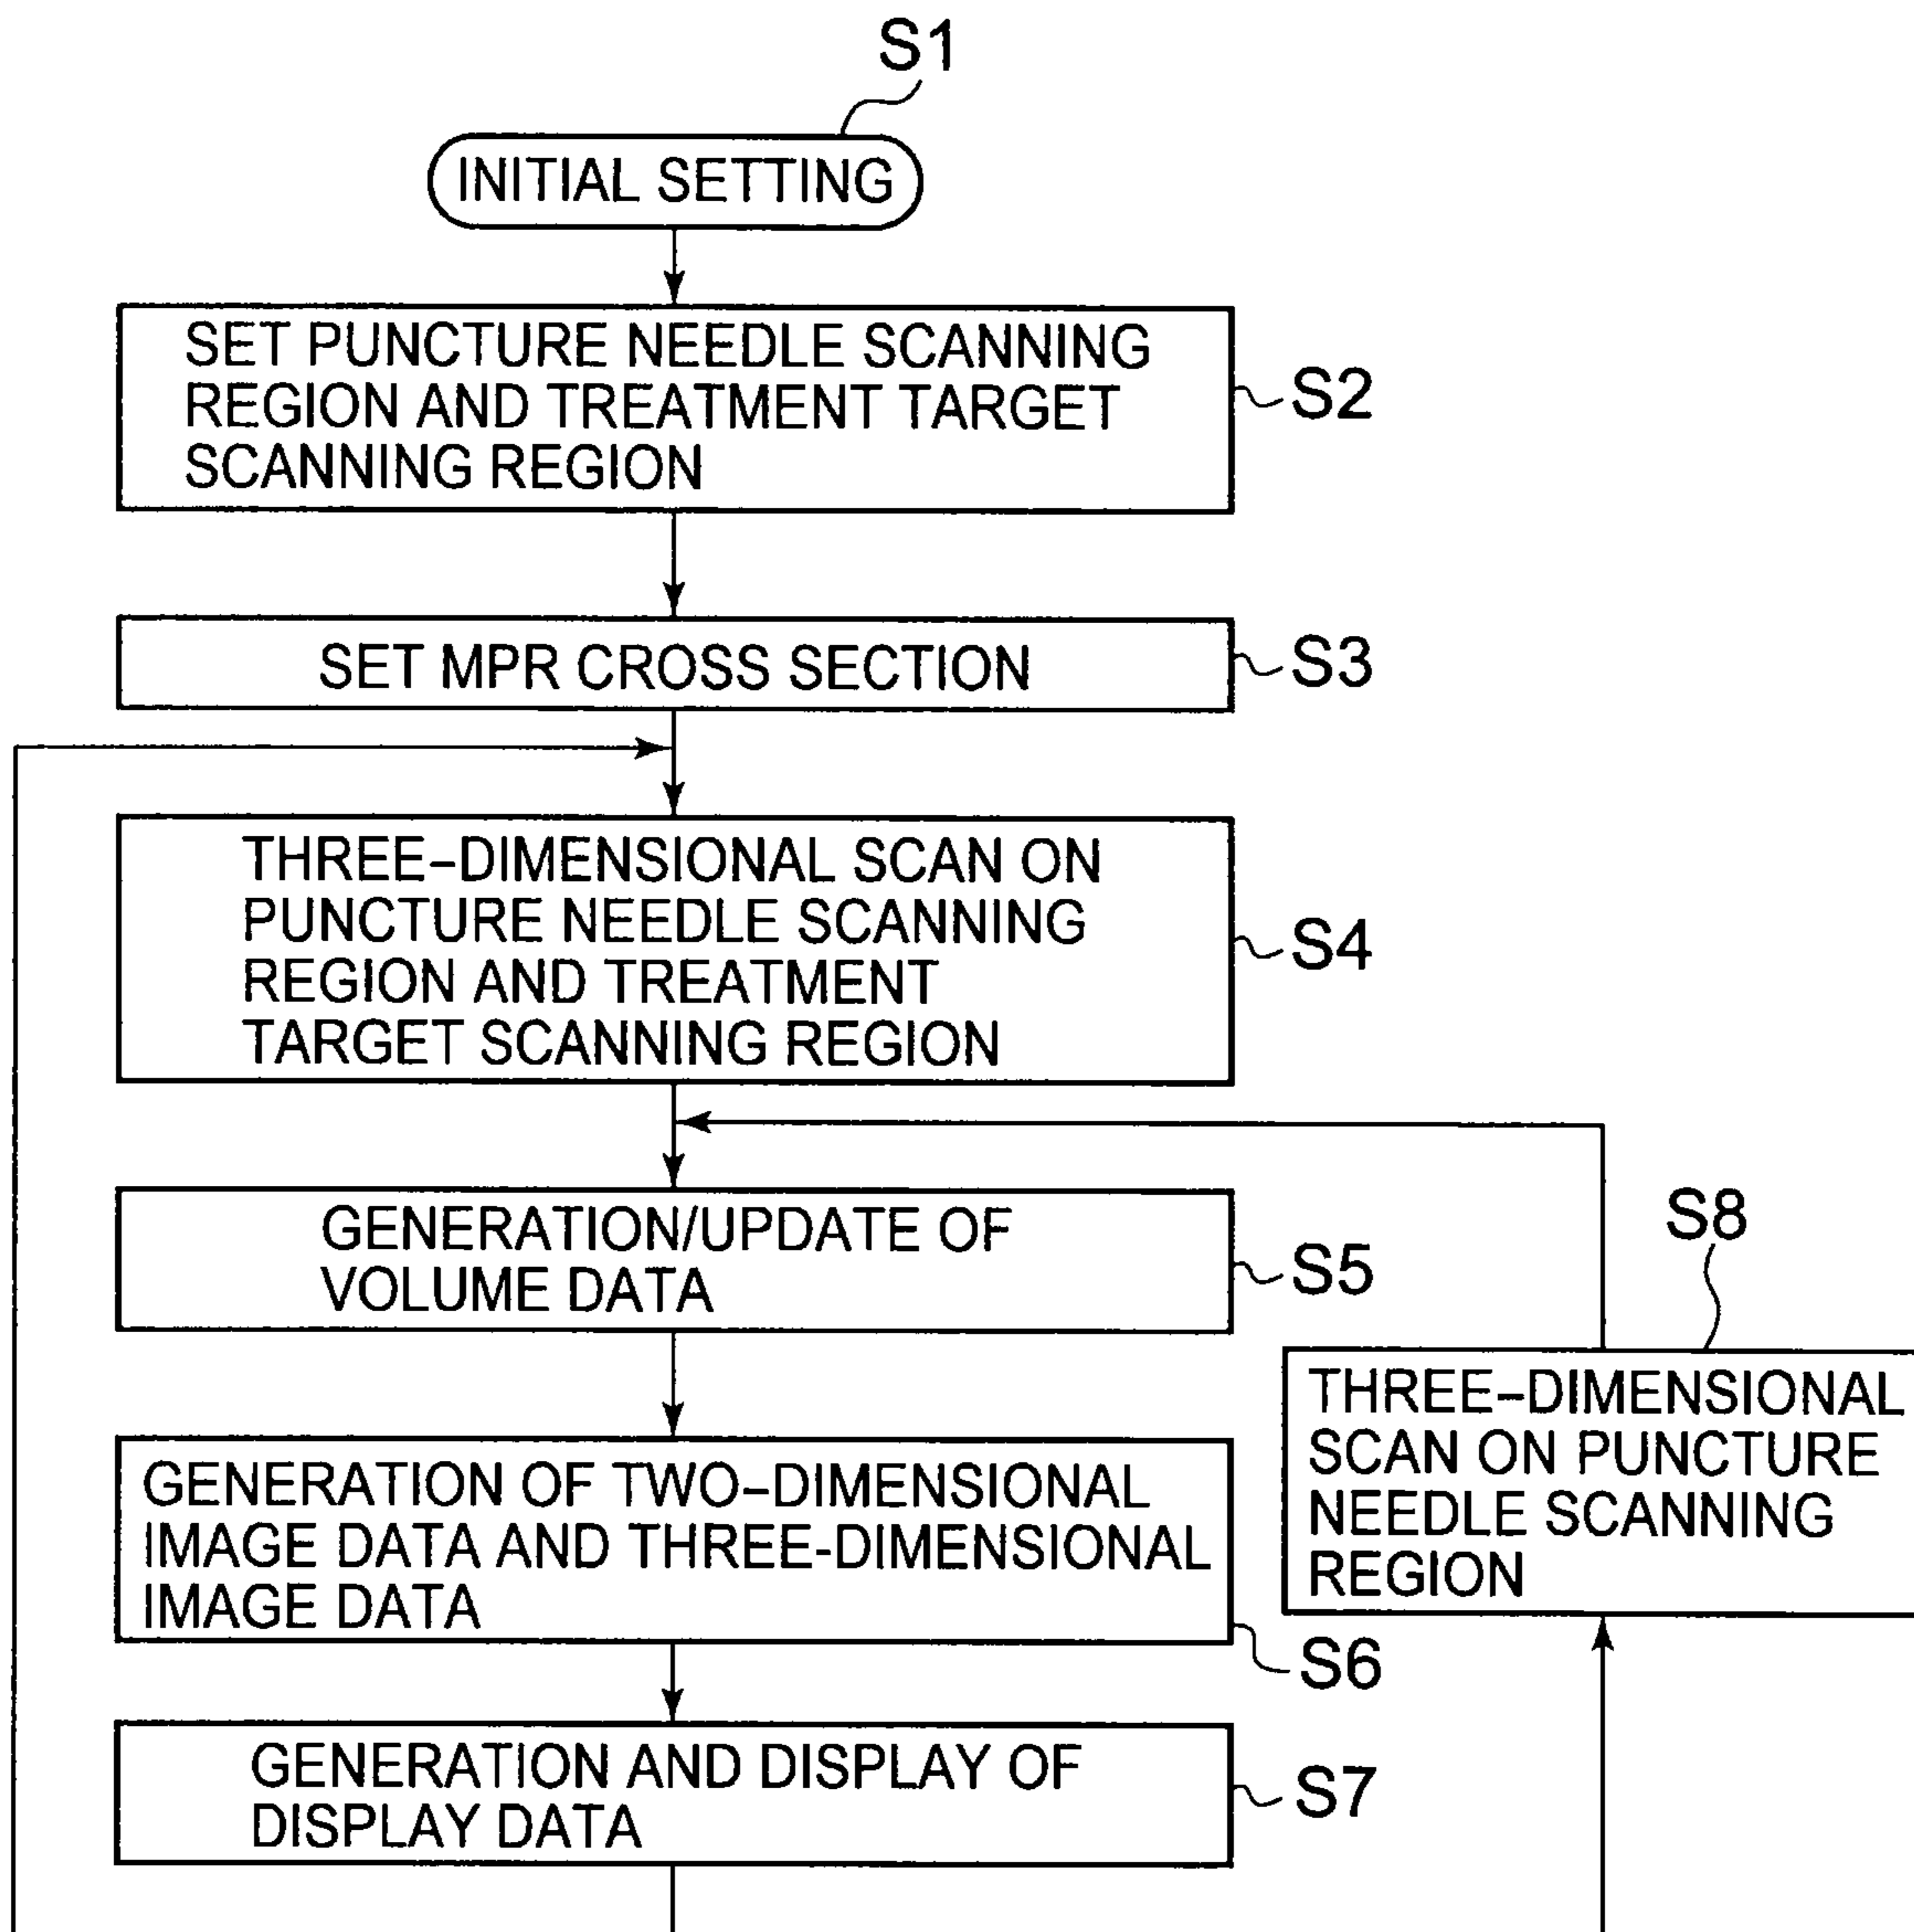 S1
INITIAL SETTING
SET PUNCTURE NEEDLE SCANNING
REGION AND TREATMENT TARGET
SCANNING REGION
S2
SET MPR CROSS SECTION
S3
THREE–DIMENSIONAL SCAN ON
PUNCTURE NEEDLE SCANNING
REGION AND TREATMENT
TARGET SCANNING REGION
S4
GENERATION/UPDATE OF
VOLUME DATA
S5
S8
THREE–DIMENSIONAL
SCAN ON PUNCTURE
NEEDLE SCANNING
REGION
GENERATION OF TWO–DIMENSIONAL
IMAGE DATA AND THREE-DIMENSIONAL
IMAGE DATA
S6
GENERATION AND DISPLAY OF
DISPLAY DATA
S7